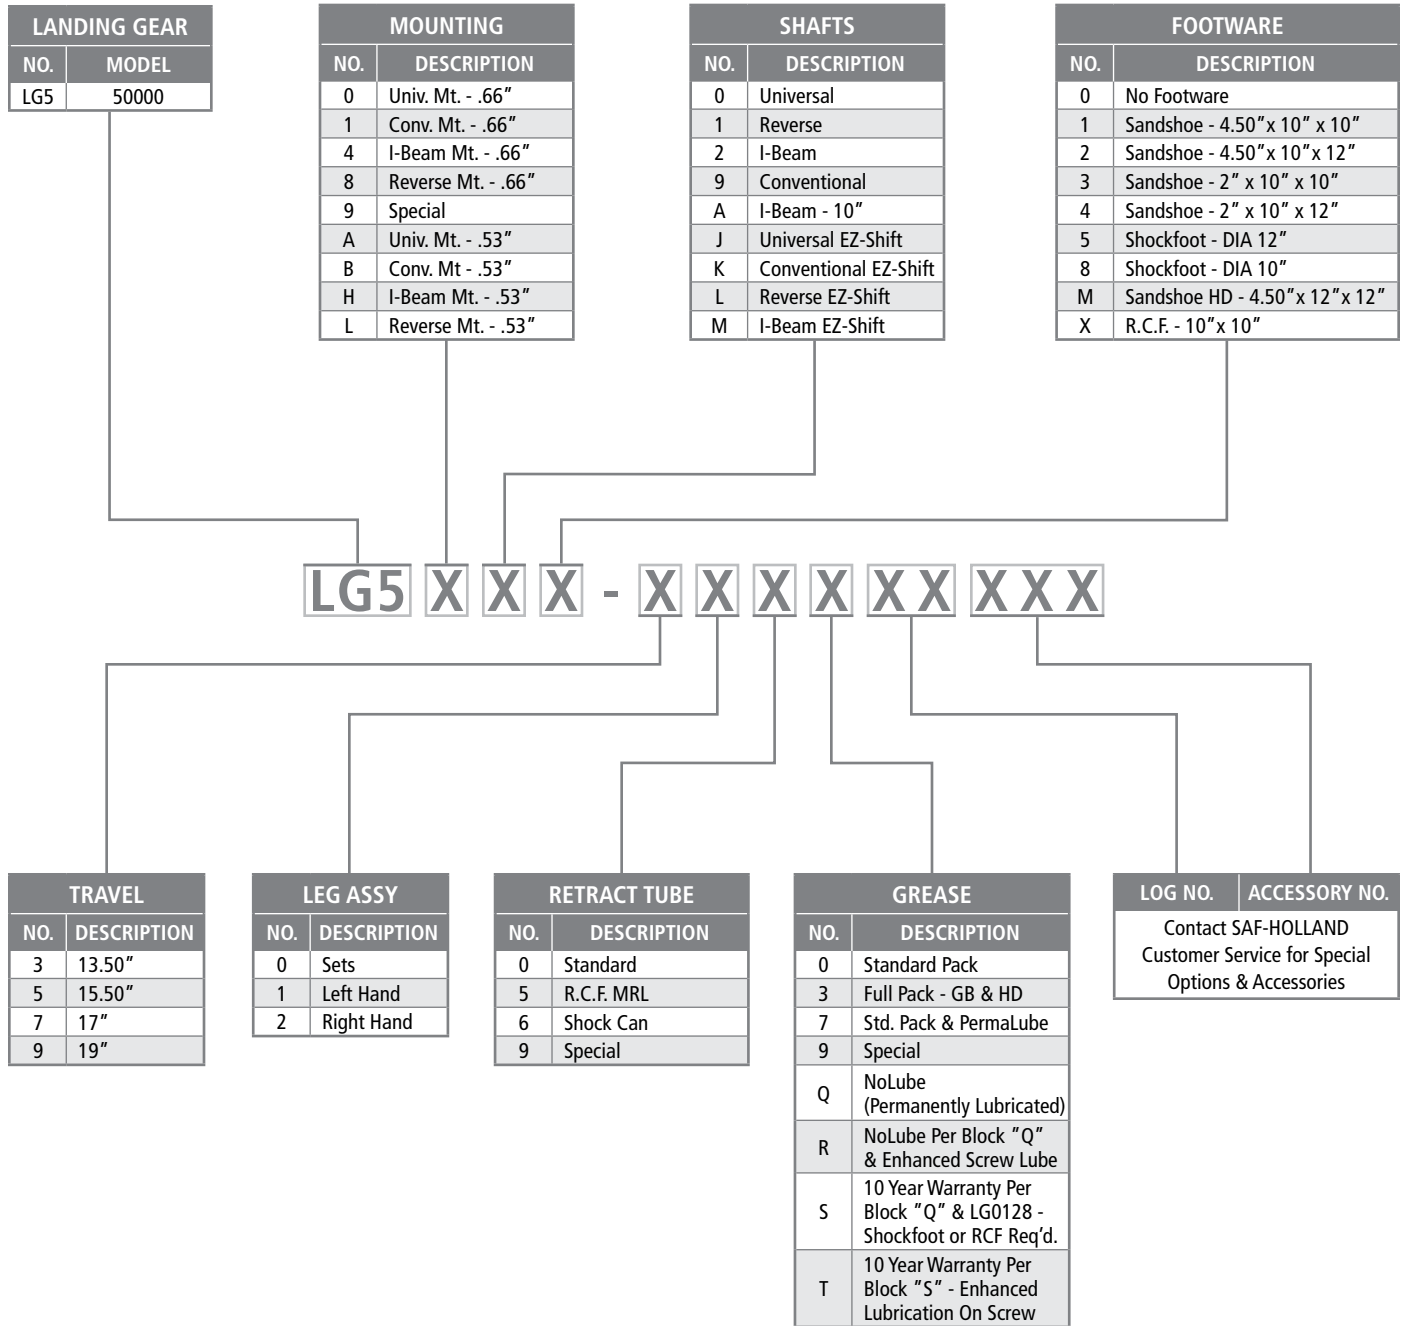 LANDING GEAR
NO. MODEL
LG5 50000
MOUNTING
NO. DESCRIPTION
0 Univ. Mt. - .66"
1 Conv. Mt. - .66"
4 I-Beam Mt. - .66"
8 Reverse Mt. - .66"
9 Special
A Univ. Mt. - .53"
B Conv. Mt - .53"
H I-Beam Mt. - .53"
L Reverse Mt. - .53"
SHAFTS
NO. DESCRIPTION
0 Universal
1 Reverse
2 I-Beam
9 Conventional
A I-Beam - 10"
J Universal EZ-Shift
K Conventional EZ-Shift
L Reverse EZ-Shift
M I-Beam EZ-Shift
FOOTWARE
NO. DESCRIPTION
0 No Footware
1 Sandshoe - 4.50"x 10" x 10"
2 Sandshoe - 4.50"x 10"x 12"
3 Sandshoe - 2" x 10" x 10"
4 Sandshoe - 2" x 10" x 12"
5 Shockfoot - DIA 12"
8 Shockfoot - DIA 10"
M Sandshoe HD - 4.50"x 12"x 12"
X R.C.F. - 10"x 10"
LG5 X X X - X X X X X X X X X
TRAVEL
NO. DESCRIPTION
3 13.50"
5 15.50"
7 17"
9 19"
LEG ASSY
NO. DESCRIPTION
0 Sets
1 Left Hand
2 Right Hand
RETRACT TUBE
NO. DESCRIPTION
0 Standard
5 R.C.F. MRL
6 Shock Can
9 Special
GREASE
NO. DESCRIPTION
0 Standard Pack
3 Full Pack - GB & HD
7 Std. Pack & PermaLube
9 Special
Q NoLube
(Permanently Lubricated)
R NoLube Per Block "Q"
& Enhanced Screw Lube
S 10 Year Warranty Per
Block "Q" & LG0128 -
Shockfoot or RCF Req'd.
T 10 Year Warranty Per
Block "S" - Enhanced
Lubrication On Screw
LOG NO. ACCESSORY NO.
Contact SAF-HOLLAND
Customer Service for Special
Options & Accessories